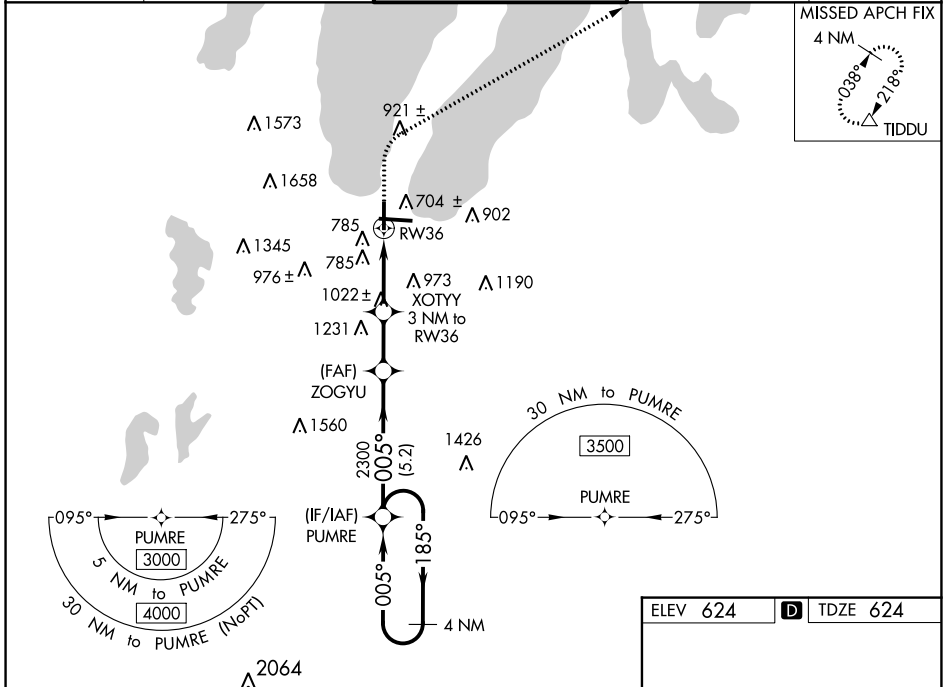 MISSED APCH FIX
4 NM
038°
218°
TIDDU
921 ±
1573
1658
704 ±
902
785
RW36
1345
976 ±
785
973
1190
1022 ±
XOTYY
3 NM to
RW36
1231
(FAF)
ZOGYU
1560
1426
2300
005°
(5.2)
30 NM to PUMRE
3500
PUMRE
095°
275°
(IF/IAF)
PUMRE
185°
005°
4 NM
095°
275°
PUMRE
3000
5 NM to PUMRE
4000
30 NM to PUMRE (NoPT)
2064
ELEV 624
D
TDZE 624